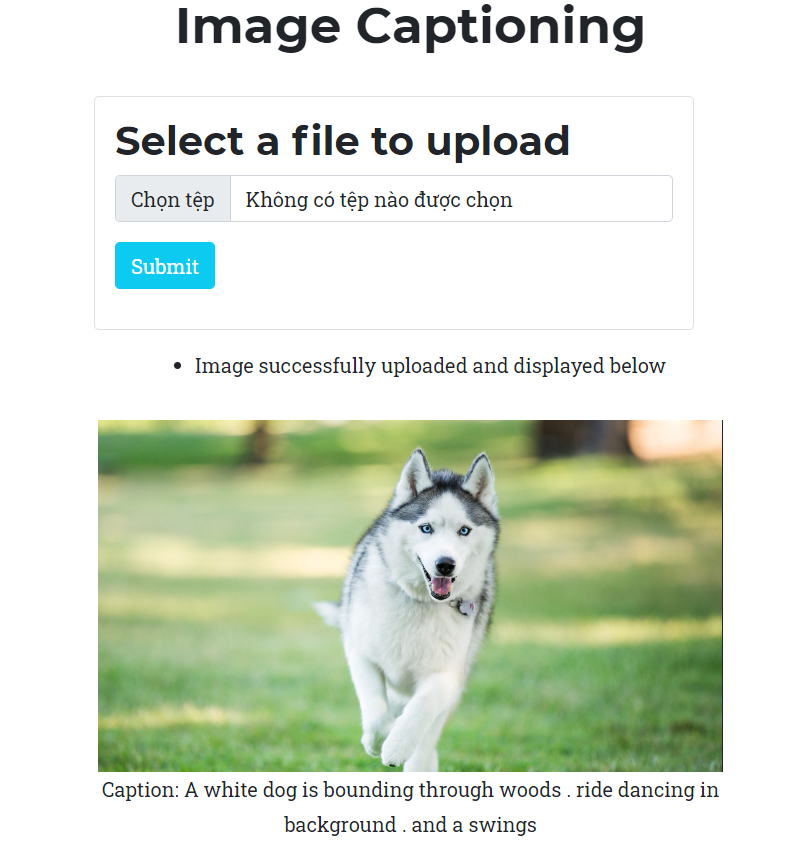 Image Captioning
Select a file to upload
Chọn tệp Không có tệp nào được chọn
Submit
Image successfully uploaded and displayed below
Caption: A white dog is bounding through woods . ride dancing in
background . and a swings